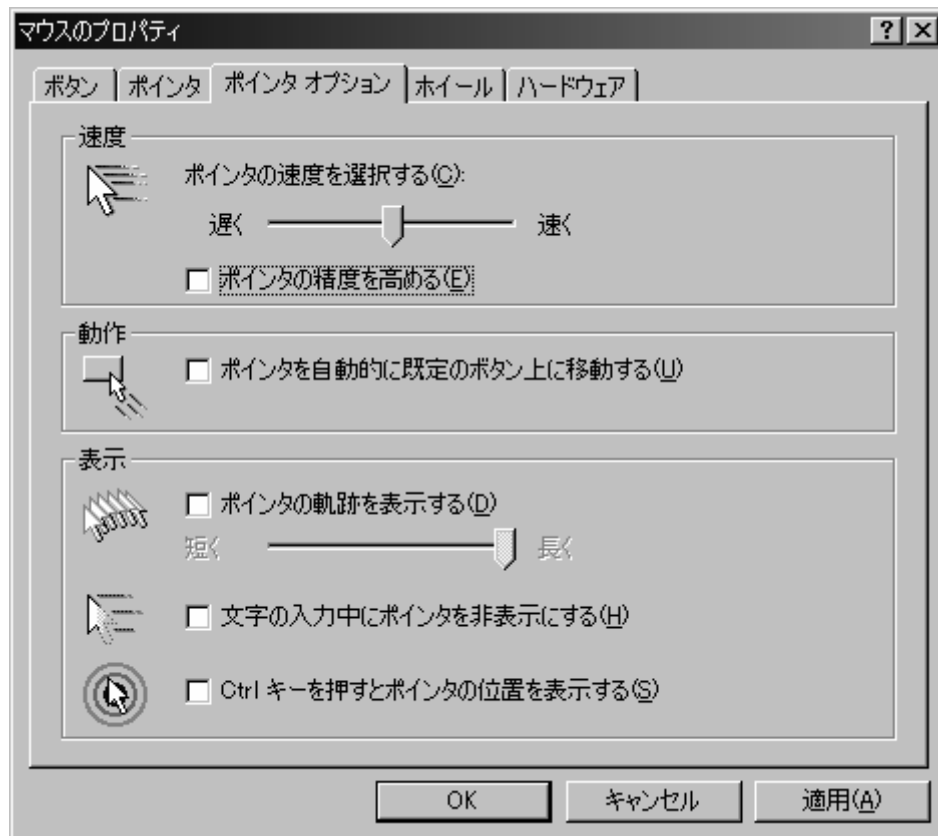 マウスのプロパティ
ボタン ポインタ ポインタ オプション ホイール ハードウェア
速度
ポインタの速度を選択する(C):
遅く 速く
ポインタの精度を高める(E)
動作
ポインタを自動的に既定のボタン上に移動する(U)
表示
ポインタの軌跡を表示する(D)
短く 長く
文字の入力中にポインタを非表示にする(H)
Ctrl キーを押すとポインタの位置を表示する(S)
OK キャンセル 適用(A)